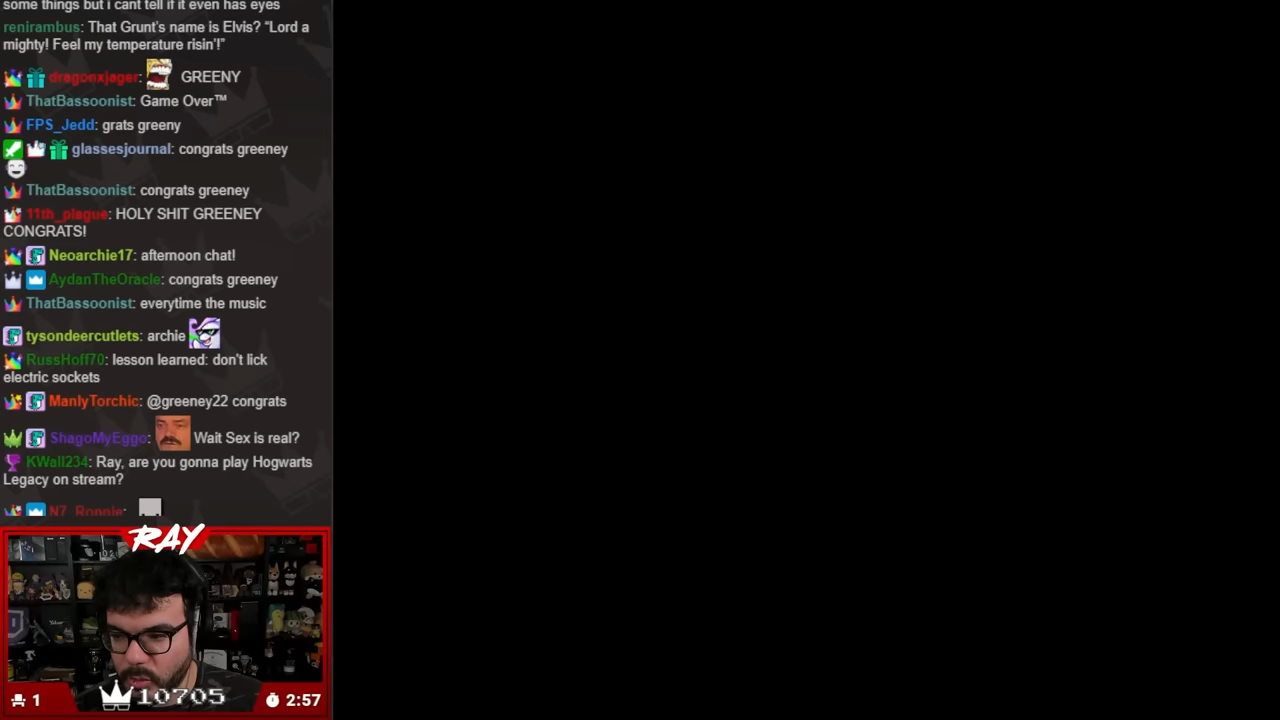 some things but i cant tell if it even has eyes
renirambus: That Grunt's name is Elvis? “Lord a
mighty! Feel my temperature risin'!”
dragonxjager: GREENY
ThatBassoonist: Game Over™
FPS_Jedd: grats greeny
glassesjournal: congrats greeney
ThatBassoonist: congrats greeney
11th_plague: HOLY SHIT GREENEY
CONGRATS!
Neoarchie17: afternoon chat!
AydanTheOracle: congrats greeney
ThatBassoonist: everytime the music
tysondeercutlets: archie
RussHoff70: lesson learned: don't lick
electric sockets
ManlyTorchic: @greeney22 congrats
ShagoMyEggo: Wait Sex is real?
KWall234: Ray, are you gonna play Hogwarts
Legacy on stream?
N7_Ronnie:
RAY
1
10705
2:57